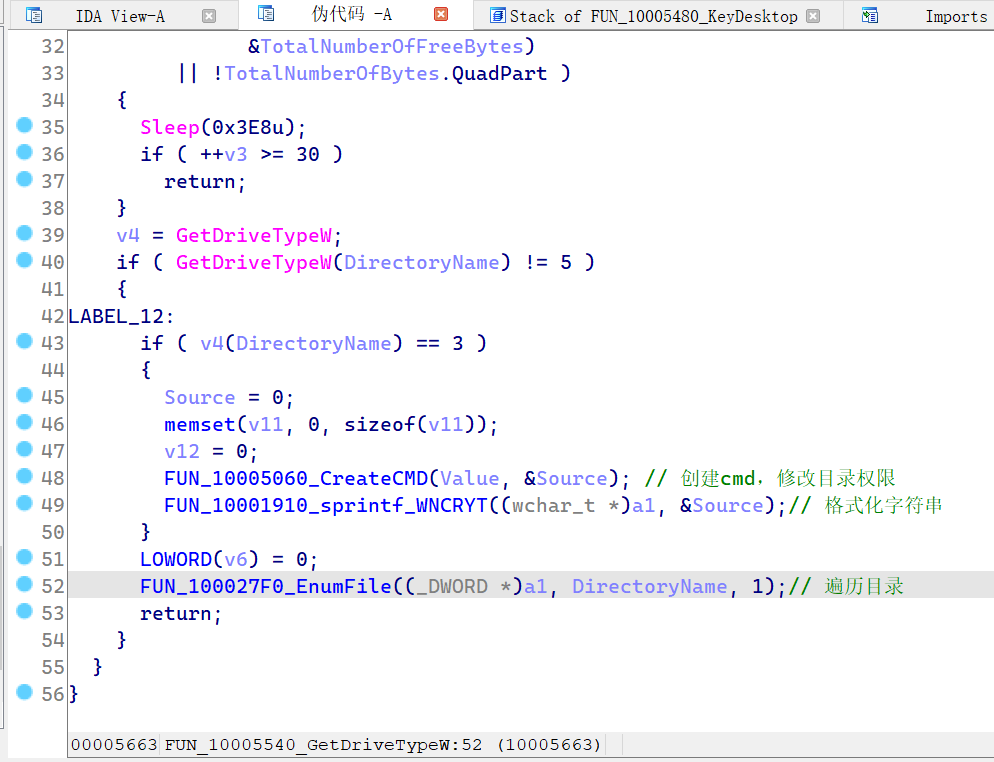 IDA View-A 伪代码 -A Stack of FUN_10005480_KeyDesktop Imports
32 &TotalNumberOfFreeBytes)
33 || !TotalNumberOfBytes.QuadPart )
34 {
35 Sleep(0x3E8u);
36 if ( ++v3 >= 30 )
37 return;
38 }
39 v4 = GetDriveTypeW;
40 if ( GetDriveTypeW(DirectoryName) != 5 )
41 {
42 LABEL_12:
43 if ( v4(DirectoryName) == 3 )
44 {
45 Source = 0;
46 memset(v11, 0, sizeof(v11));
47 v12 = 0;
48 FUN_10005060_CreateCMD(Value, &Source); // 创建cmd，修改目录权限
49 FUN_10001910_sprintf_WNCRYT((wchar_t *)a1, &Source);// 格式化字符串
50 }
51 LOWORD(v6) = 0;
52 FUN_100027F0_EnumFile((_DWORD *)a1, DirectoryName, 1);// 遍历目录
53 return;
54 }
55 }
56 }
00005663 FUN_10005540_GetDriveTypeW:52 (10005663)